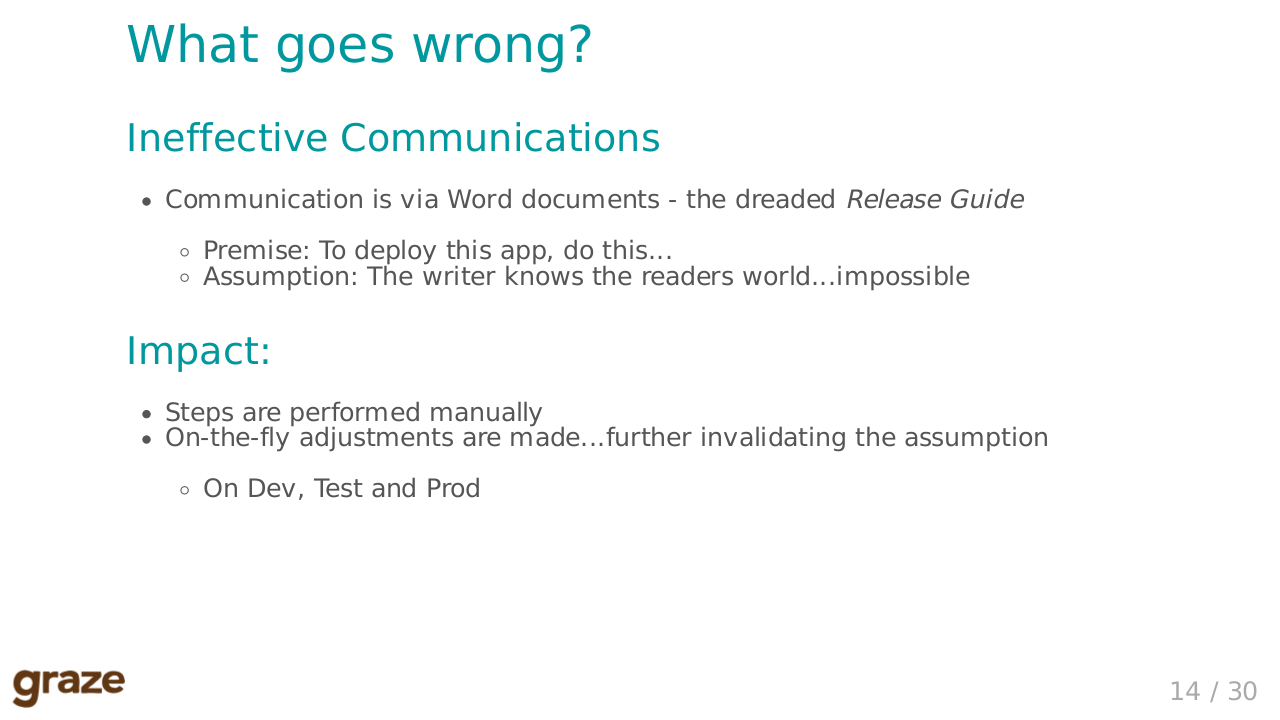 What goes wrong?
Ineffective Communications
• Communication is via Word documents - the dreaded Release Guide
◦ Premise: To deploy this app, do this...
◦ Assumption: The writer knows the readers world...impossible
Impact:
• Steps are performed manually
• On-the-fly adjustments are made...further invalidating the assumption
◦ On Dev, Test and Prod
graze
14 / 30